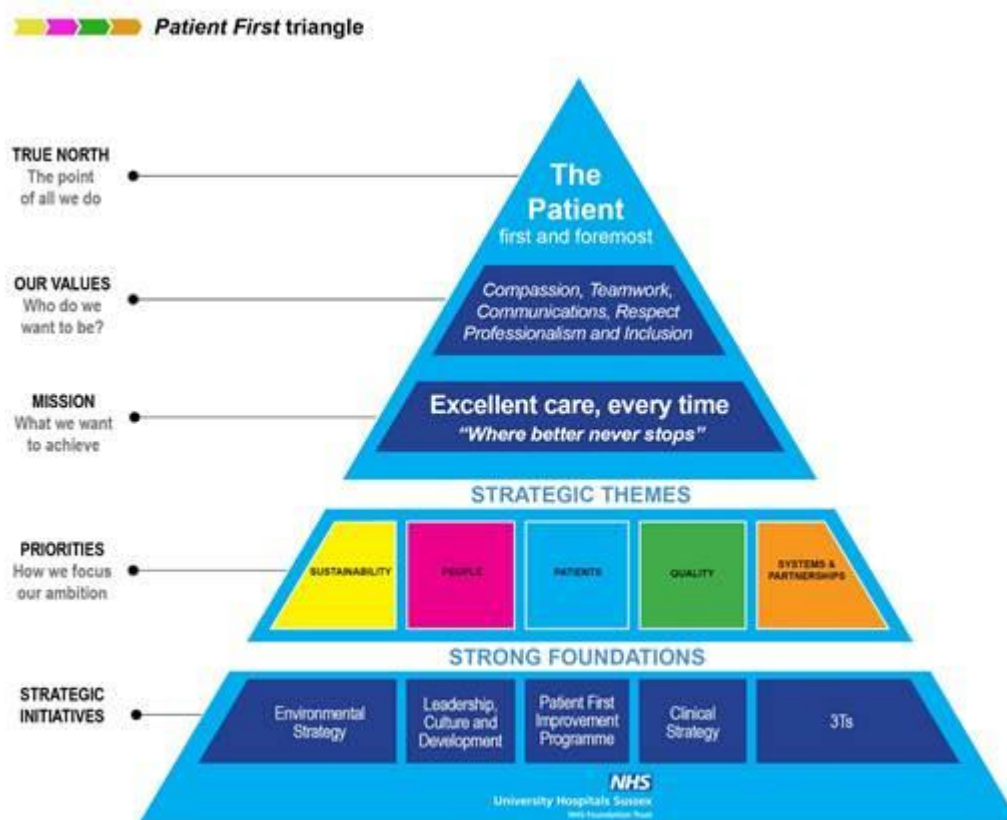 Patient First triangle
TRUE NORTH
The point
of all we do
The
Patient
first and foremost
OUR VALUES
Who do we
want to be?
Compassion, Teamwork,
Communications, Respect
Professionalism and Inclusion
MISSION
What we want
to achieve
Excellent care, every time
“Where better never stops”
STRATEGIC THEMES
PRIORITIES
How we focus
our ambition
SUSTAINABILITY
PEOPLE
PATIENTS
QUALITY
SYSTEMS &
PARTNERSHIPS
STRONG FOUNDATIONS
STRATEGIC
INITIATIVES
Environmental
Strategy
Leadership,
Culture and
Development
Patient First
Improvement
Programme
Clinical
Strategy
3Ts
NHS
University Hospitals Sussex
NHS Foundation Trust